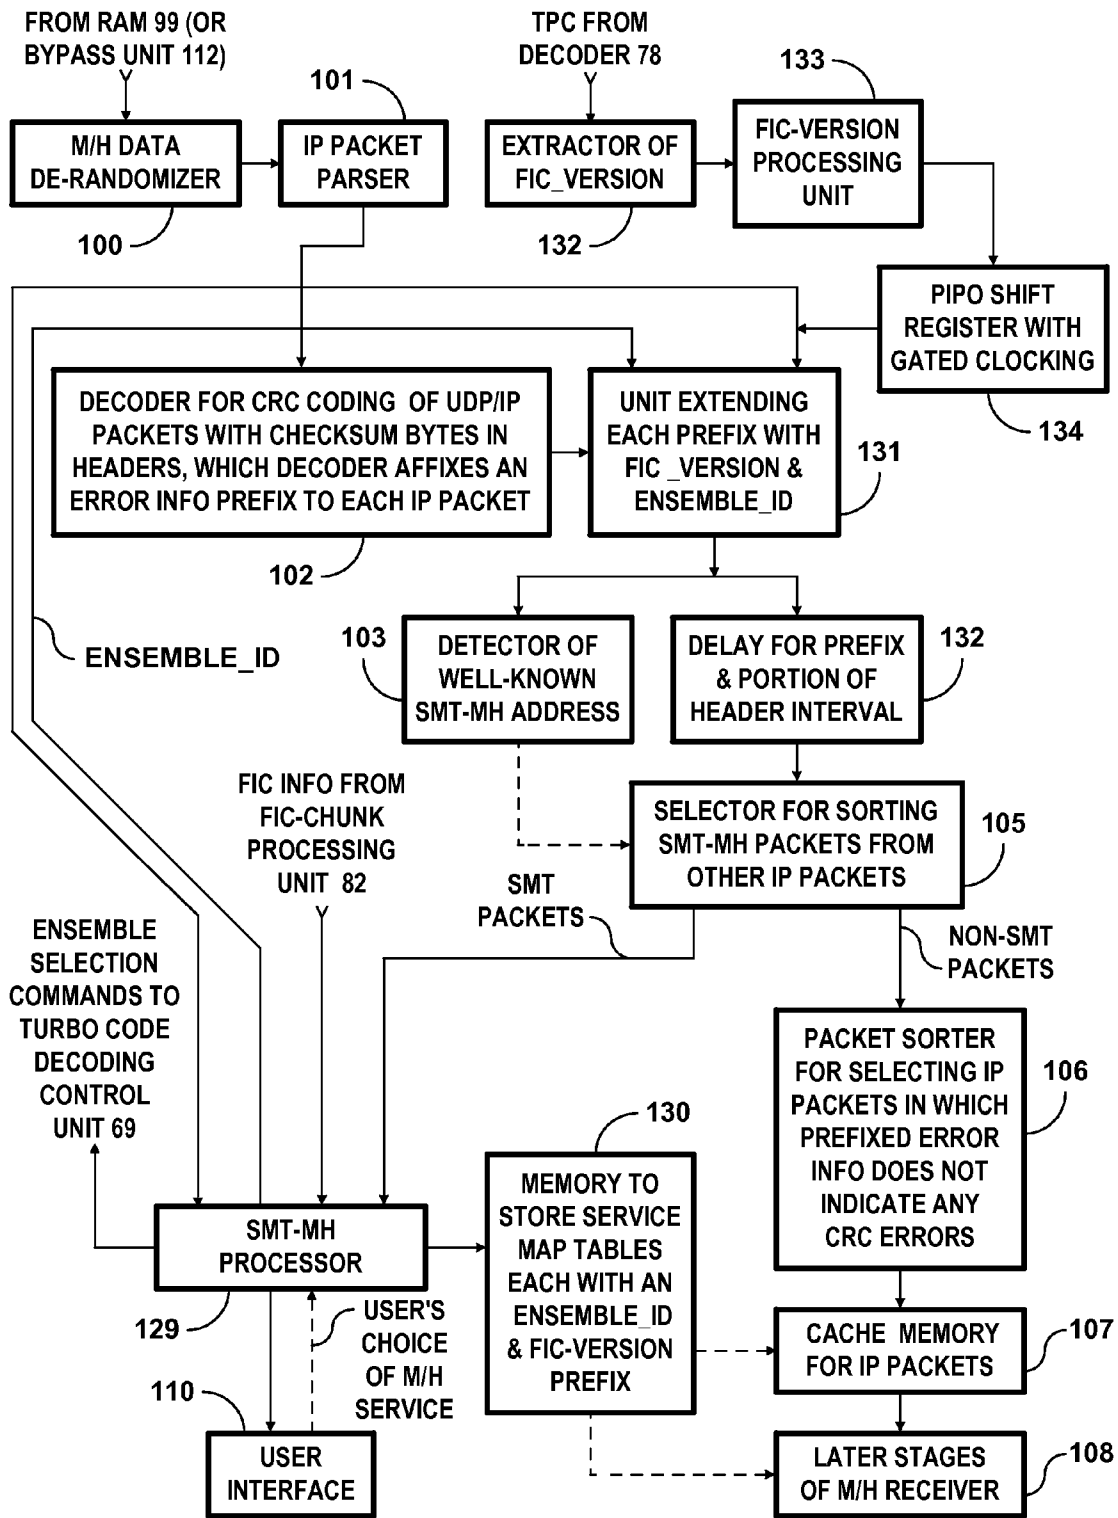 FROM RAM 99 (OR
BYPASS UNIT 112)
TPC FROM
DECODER 78
101
133
M/H DATA
DE-RANDOMIZER
IP PACKET
PARSER
EXTRACTOR OF
FIC_VERSION
FIC-VERSION
PROCESSING
UNIT
100
132
PIPO SHIFT
REGISTER WITH
GATED CLOCKING
134
DECODER FOR CRC CODING OF UDP/IP
PACKETS WITH CHECKSUM BYTES IN
HEADERS, WHICH DECODER AFFIXES AN
ERROR INFO PREFIX TO EACH IP PACKET
102
UNIT EXTENDING
EACH PREFIX WITH
FIC _VERSION &
ENSEMBLE_ID
131
ENSEMBLE_ID
103
DETECTOR OF
WELL-KNOWN
SMT-MH ADDRESS
DELAY FOR PREFIX
& PORTION OF
HEADER INTERVAL
132
FIC INFO FROM
FIC-CHUNK
PROCESSING
UNIT 82
SELECTOR FOR SORTING
SMT-MH PACKETS FROM
OTHER IP PACKETS
105
SMT
PACKETS
NON-SMT
PACKETS
ENSEMBLE
SELECTION
COMMANDS TO
TURBO CODE
DECODING
CONTROL
UNIT 69
PACKET SORTER
FOR SELECTING IP
PACKETS IN WHICH
PREFIXED ERROR
INFO DOES NOT
INDICATE ANY
CRC ERRORS
106
130
MEMORY TO
STORE SERVICE
MAP TABLES
EACH WITH AN
ENSEMBLE_ID
& FIC-VERSION
PREFIX
SMT-MH
PROCESSOR
129
USER'S
CHOICE
OF M/H
SERVICE
CACHE MEMORY
FOR IP PACKETS
107
110
USER
INTERFACE
LATER STAGES
OF M/H RECEIVER
108